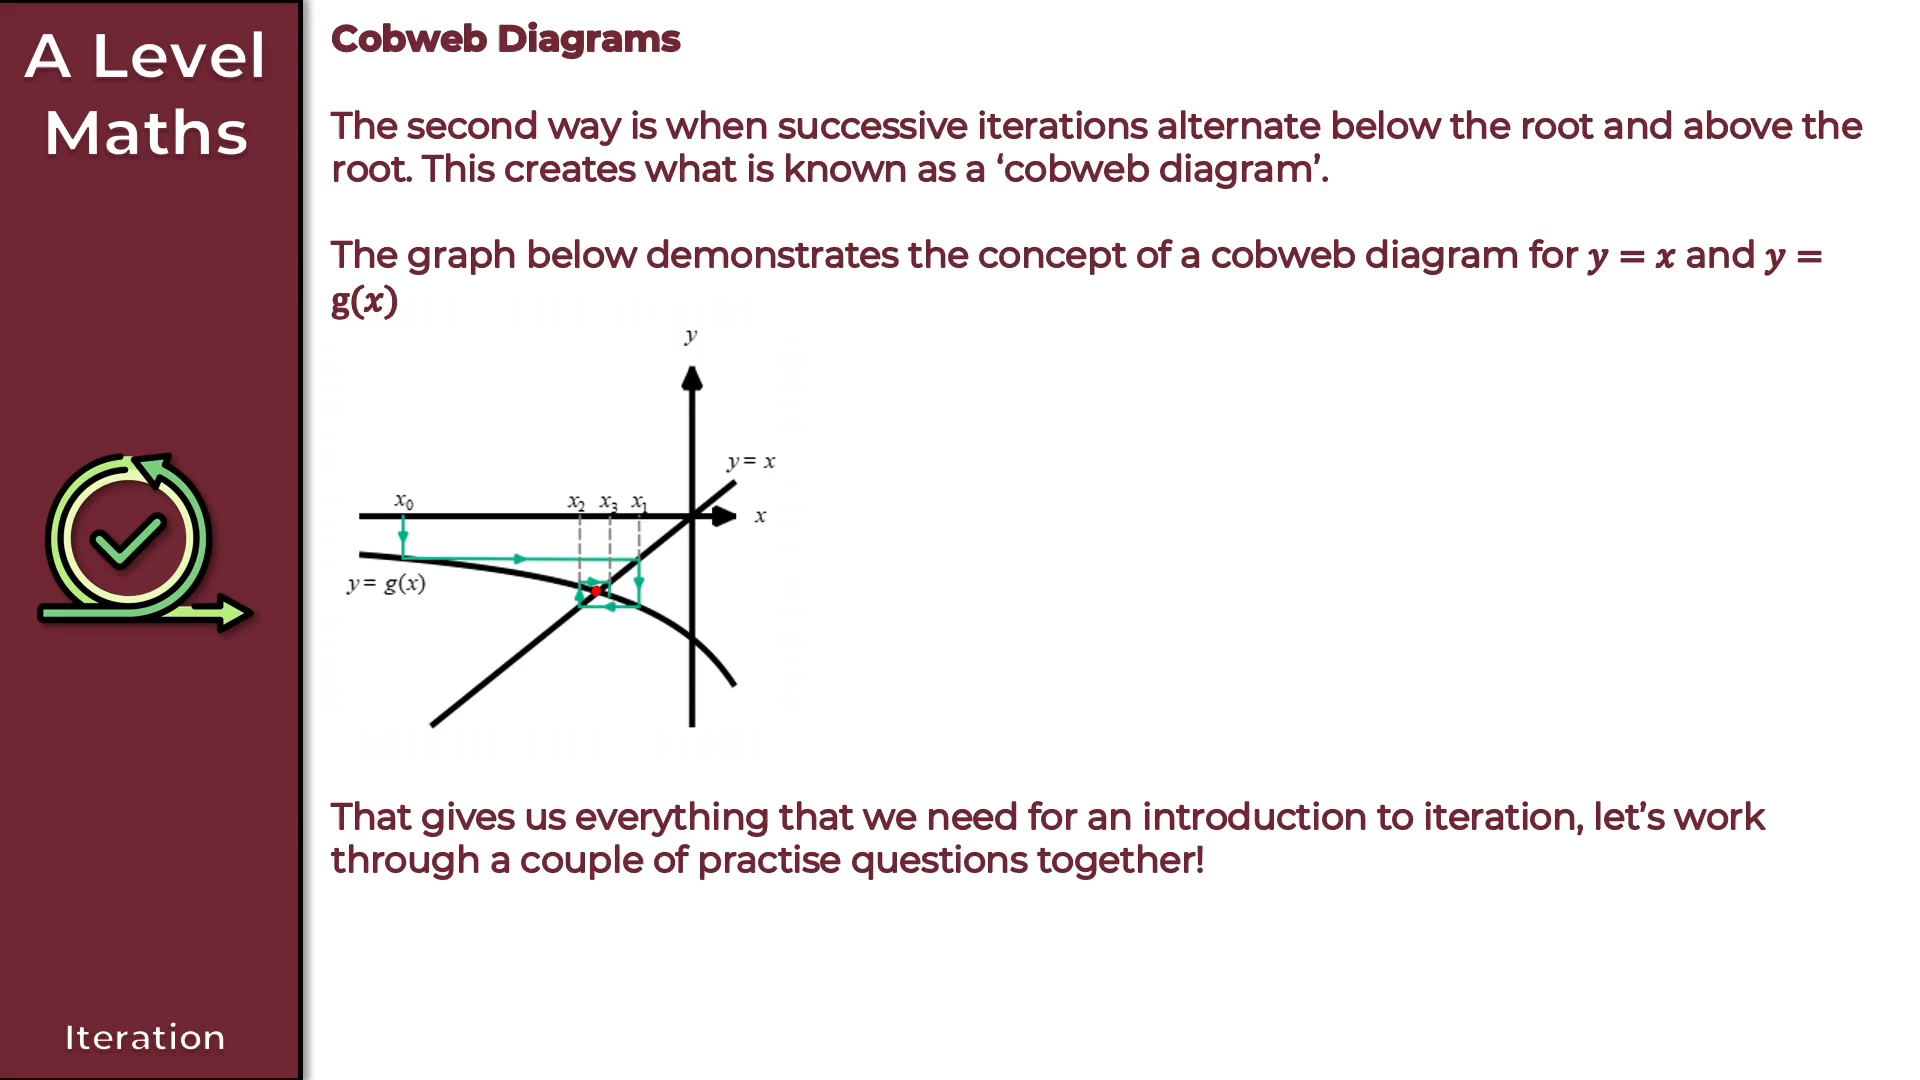 A Level
Maths
Iteration
Cobweb Diagrams
The second way is when successive iterations alternate below the root and above the
root. This creates what is known as a ‘cobweb diagram’.
The graph below demonstrates the concept of a cobweb diagram for y = x and y =
g(x)
y
y = x
x₀
x₂ x₃ x₁
x
y = g(x)
That gives us everything that we need for an introduction to iteration, let’s work
through a couple of practise questions together!